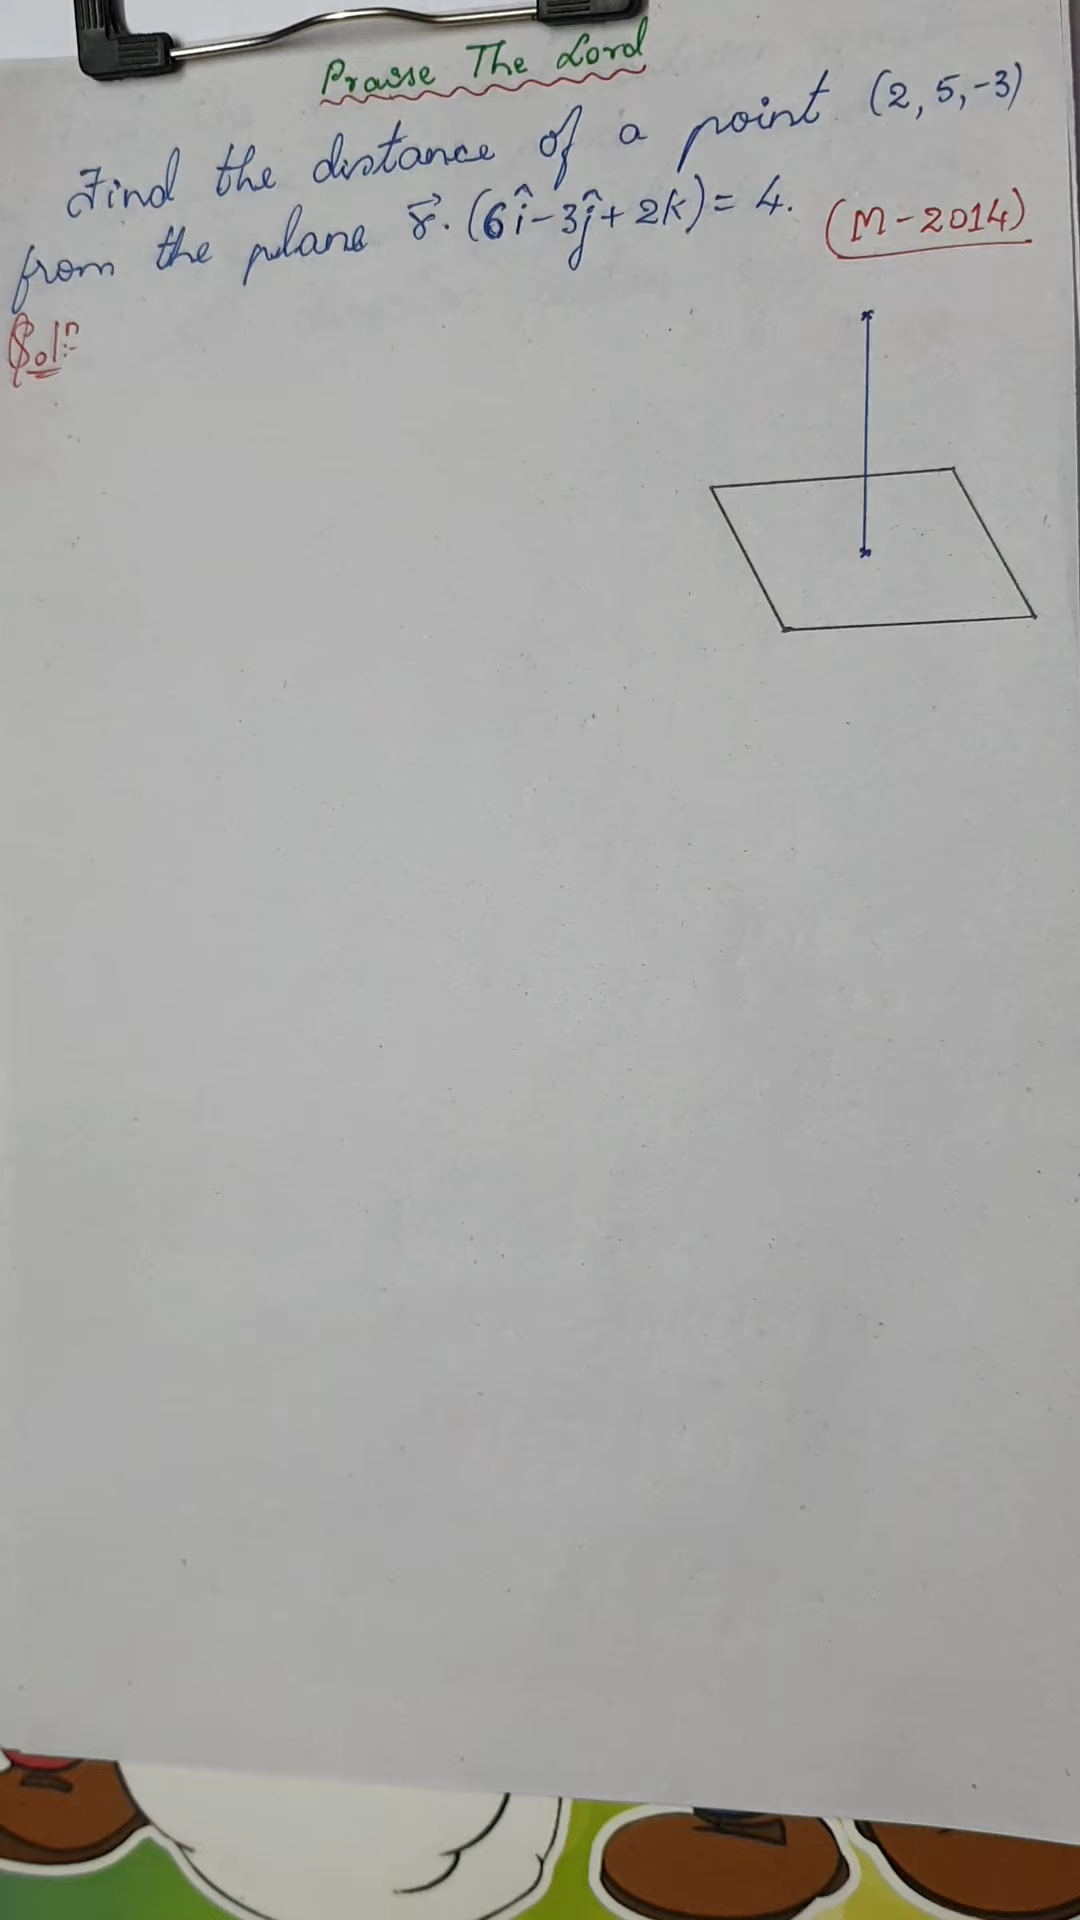 Praise The Lord
Find the distance of a point (2, 5, -3)
from the plane r⃗. (6î - 3ĵ + 2k) = 4. (M-2014)
Solⁿ:-